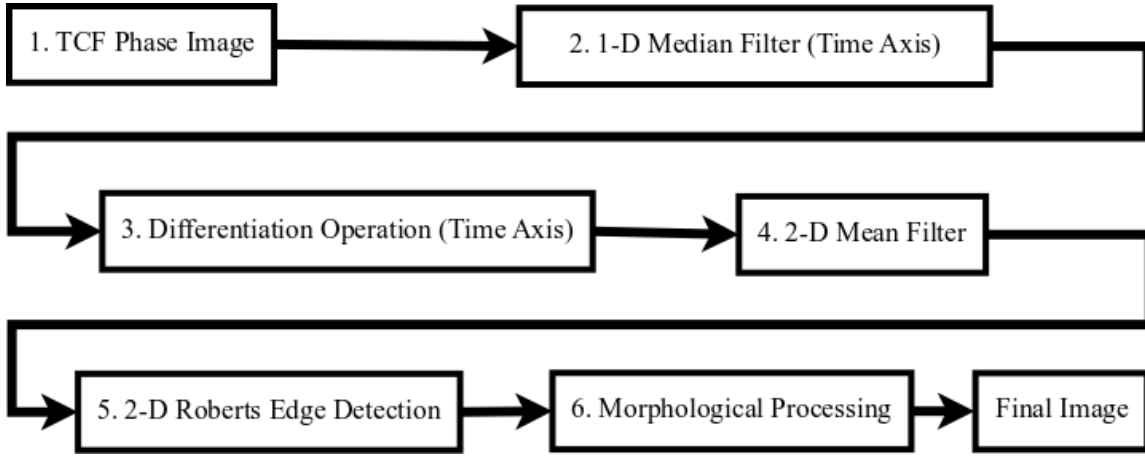 1. TCF Phase Image
2. 1-D Median Filter (Time Axis)
3. Differentiation Operation (Time Axis)
4. 2-D Mean Filter
5. 2-D Roberts Edge Detection
6. Morphological Processing
Final Image